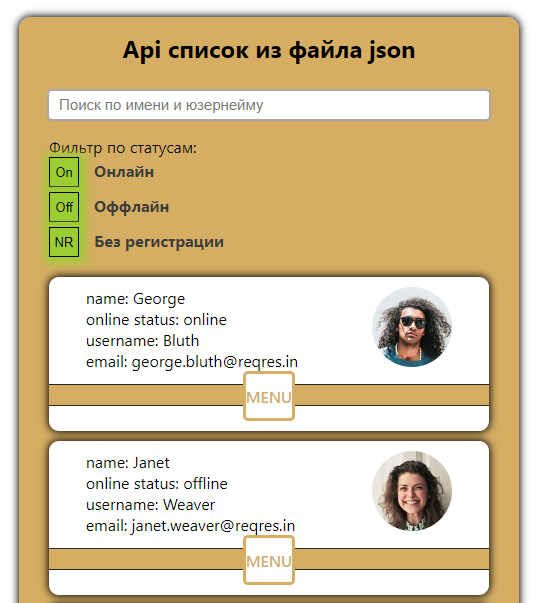 Api список из файла json
Поиск по имени и юзернейму
Фильтр по статусам:
On Онлайн
Off Оффлайн
NR Без регистрации
name: George
online status: online
username: Bluth
email: george.bluth@reqres.in
MENU
name: Janet
online status: offline
username: Weaver
email: janet.weaver@reqres.in
MENU